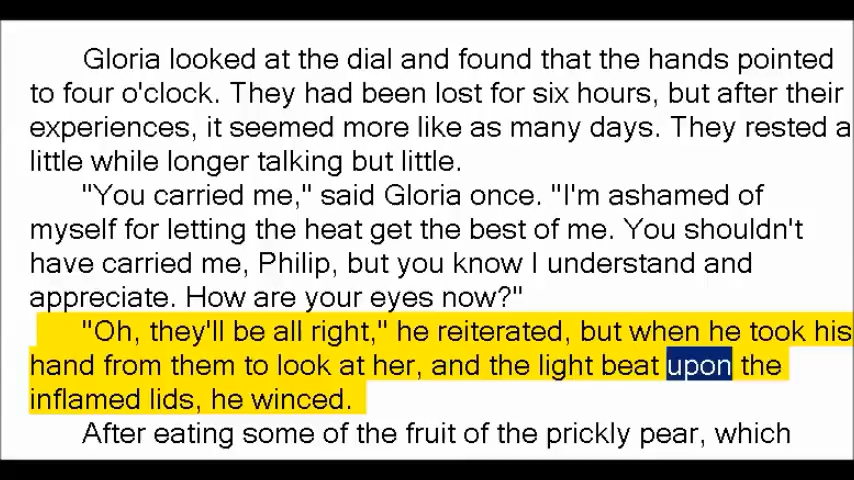 Gloria looked at the dial and found that the hands pointed
to four o'clock. They had been lost for six hours, but after their
experiences, it seemed more like as many days. They rested a
little while longer talking but little.
"You carried me," said Gloria once. "I'm ashamed of
myself for letting the heat get the best of me. You shouldn't
have carried me, Philip, but you know I understand and
appreciate. How are your eyes now?"
"Oh, they'll be all right," he reiterated, but when he took his
hand from them to look at her, and the light beat upon the
inflamed lids, he winced.
After eating some of the fruit of the prickly pear, which